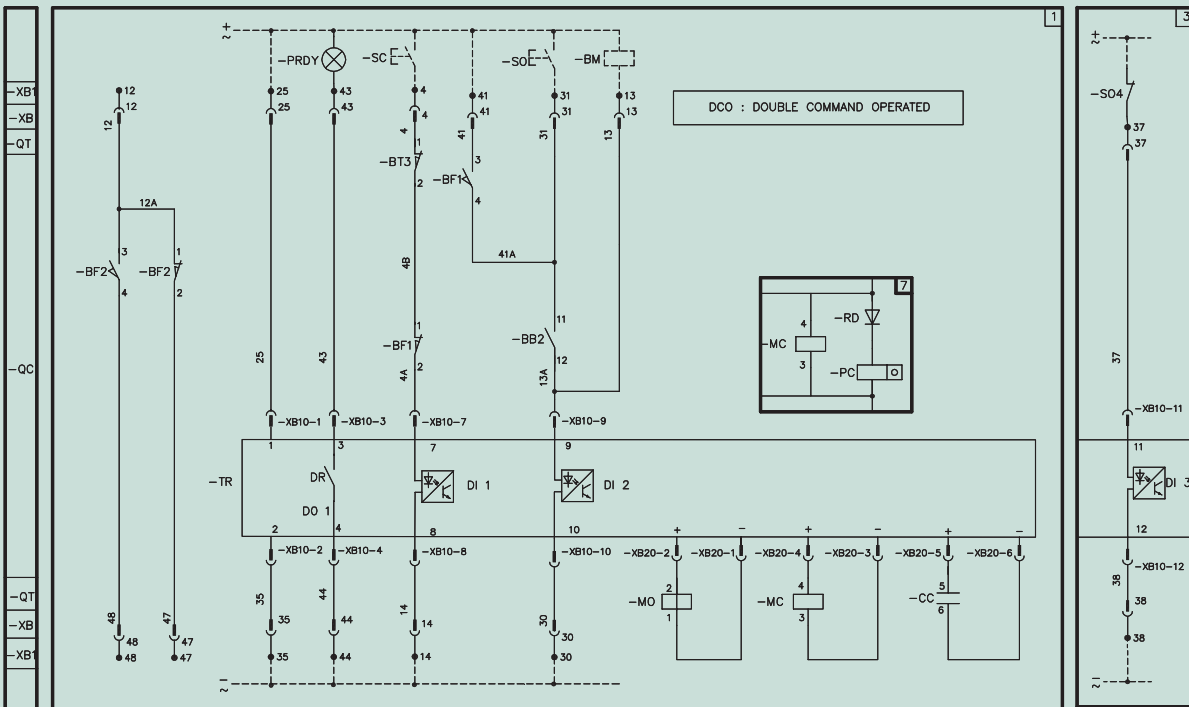 1
3
+
~
-PRDY
-SC
-SO
-BM
+
~
-SO4
-XB1
-XB
-QT
12
12
12
25
25
43
43
4
4
4
41
41
41
31
31
31
13
13
13
DCO : DOUBLE COMMAND OPERATED
37
37
1
-BT3
2
3
-BF1
4
12A
41A
4B
3
-BF2
4
1
-BF2
2
7
4
-MC
3
-RD
-PC
11
-BB2
12
1
-BF1
2
4A
13A
25
43
37
-QC
-XB10-1
-XB10-3
-XB10-7
-XB10-9
-XB10-11
1
3
7
9
11
-TR
DR
DO 1
DI 1
DI 2
DI 3
2
4
8
10
+
-
+
-
+
-
12
-XB10-2
-XB10-4
-XB10-8
-XB10-10
-XB20-2
-XB20-1
-XB20-4
-XB20-3
-XB20-5
-XB20-6
-XB10-12
-QT
-XB
-XB1
48
48
48
47
47
47
35
35
35
44
44
44
14
14
14
30
30
30
2
-MO
1
4
-MC
3
5
-CC
6
38
38
38
-
~
-
~